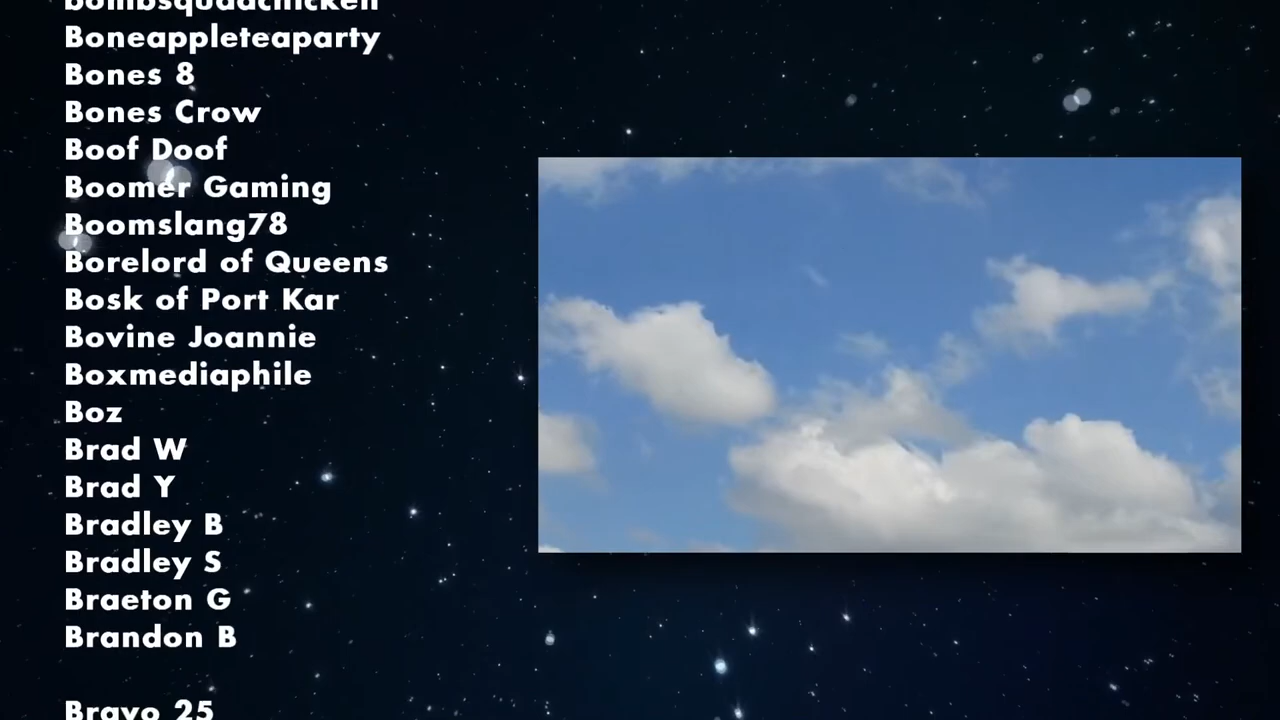 bombsquadchicken
Boneappleteaparty
Bones 8
Bones Crow
Boof Doof
Boomer Gaming
Boomslang78
Borelord of Queens
Bosk of Port Kar
Bovine Joannie
Boxmediaphile
Boz
Brad W
Brad Y
Bradley B
Bradley S
Braeton G
Brandon B
Bravo 25